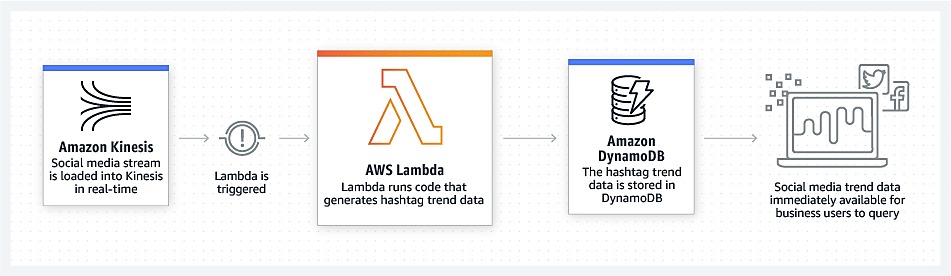 Amazon Kinesis
Social media stream
is loaded into Kinesis
in real-time
Lambda is
triggered
AWS Lambda
Lambda runs code that
generates hashtag trend data
Amazon
DynamoDB
The hashtag trend
data is stored in
DynamoDB
Social media trend data
immediately available for
business users to query